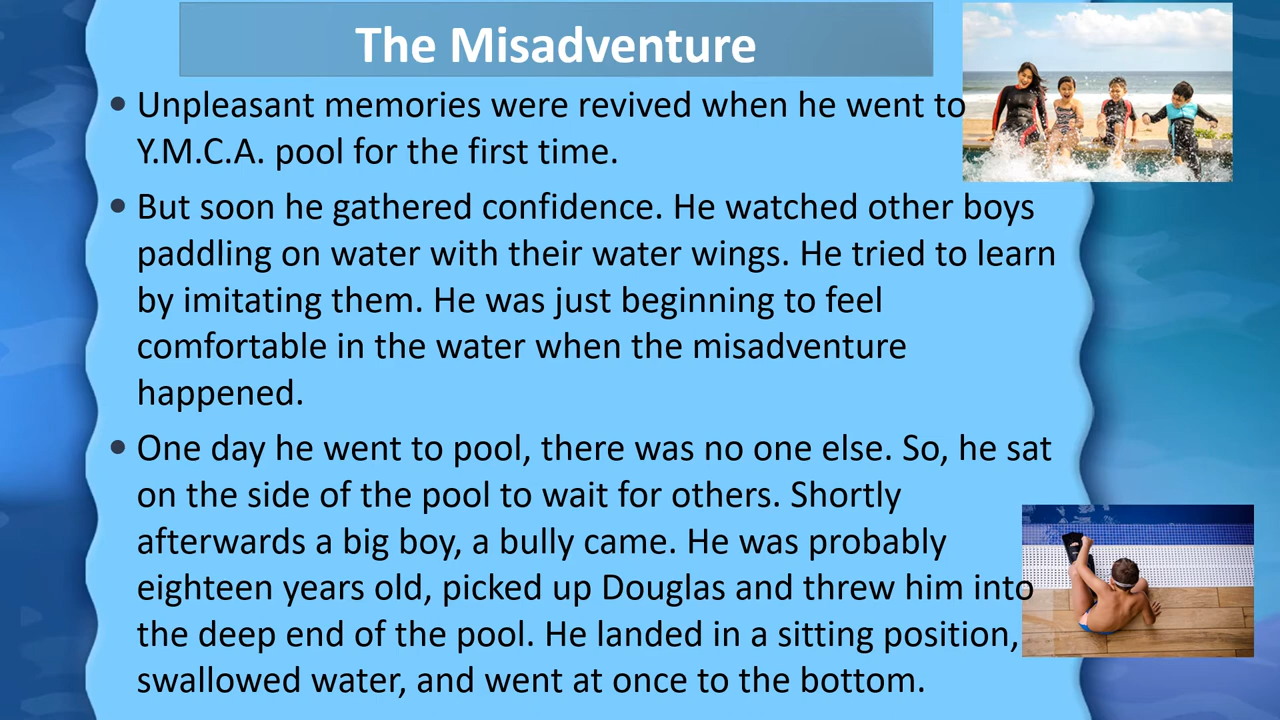 The Misadventure
• Unpleasant memories were revived when he went to
Y.M.C.A. pool for the first time.
• But soon he gathered confidence. He watched other boys
paddling on water with their water wings. He tried to learn
by imitating them. He was just beginning to feel
comfortable in the water when the misadventure
happened.
• One day he went to pool, there was no one else. So, he sat
on the side of the pool to wait for others. Shortly
afterwards a big boy, a bully came. He was probably
eighteen years old, picked up Douglas and threw him into
the deep end of the pool. He landed in a sitting position,
swallowed water, and went at once to the bottom.